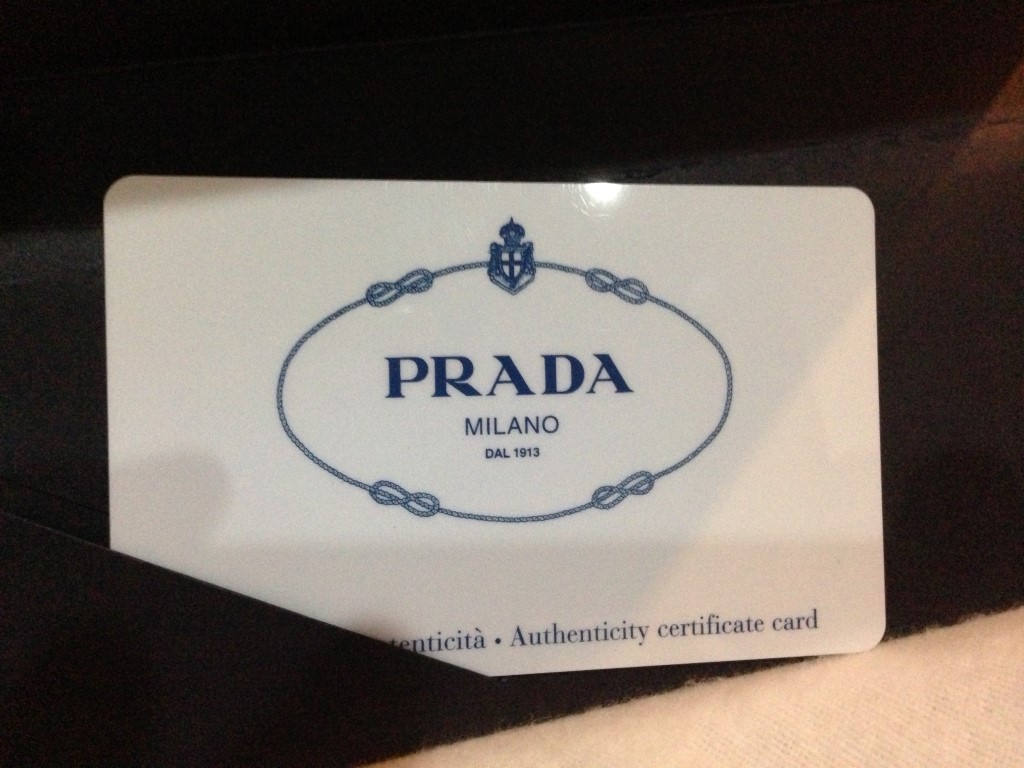 PRADA
MILANO
DAL 1913
tenticità • Authenticity certificate card